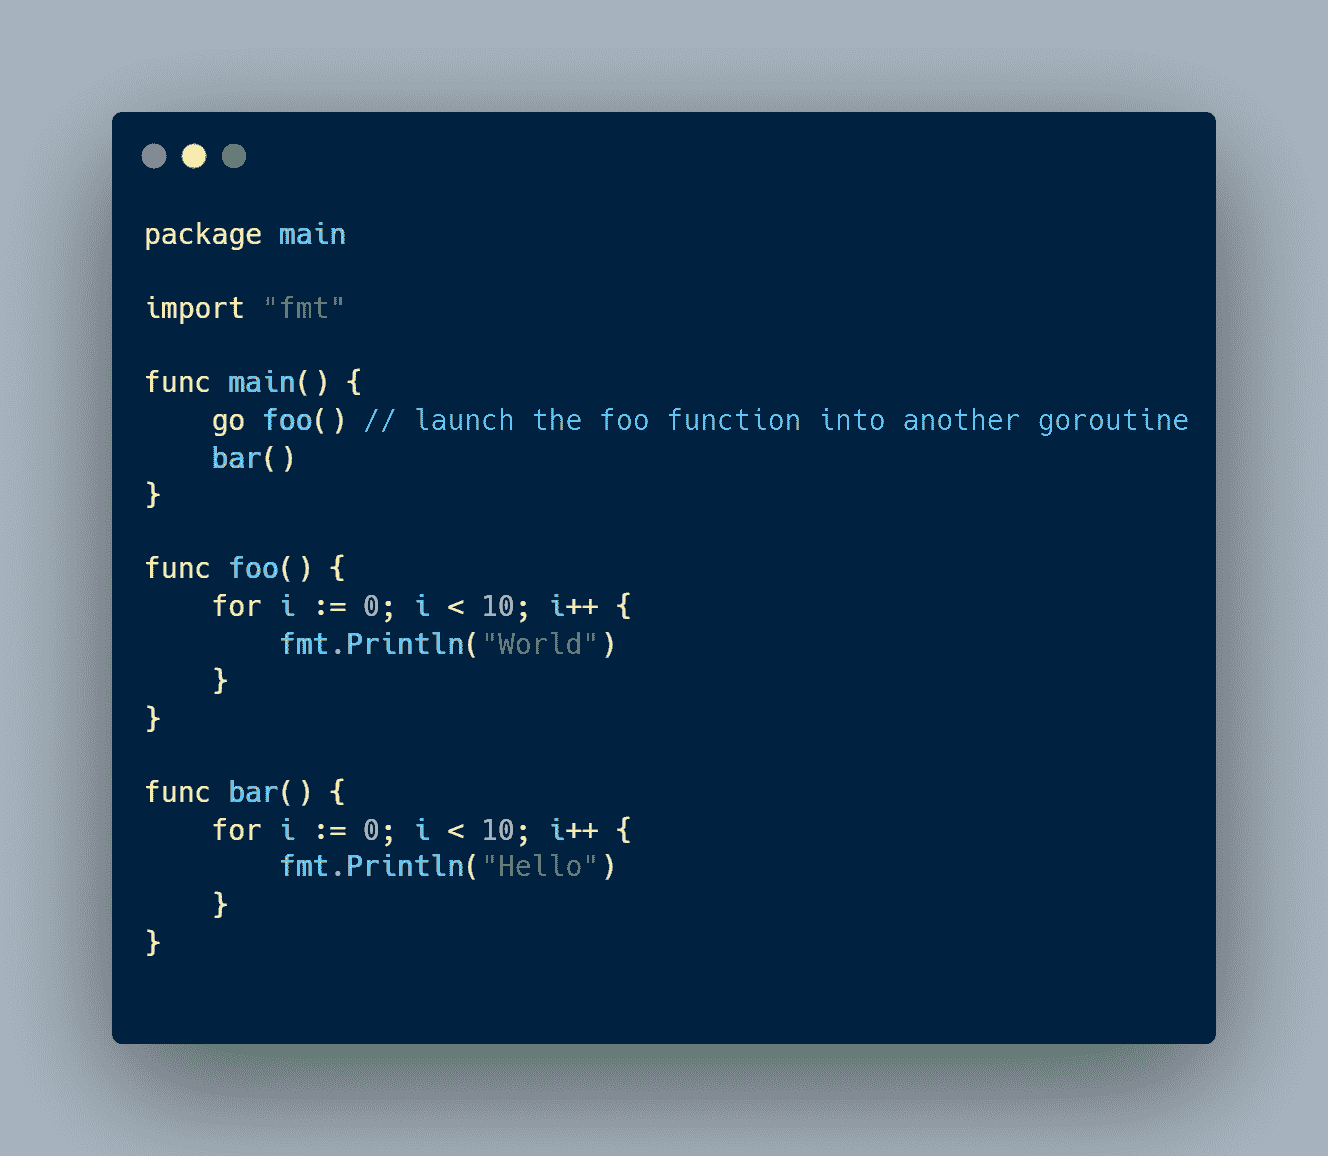 package main
import "fmt"
func main() {
    go foo() // launch the foo function into another goroutine
    bar()
}
func foo() {
    for i := 0; i < 10; i++ {
        fmt.Println("World")
    }
}
func bar() {
    for i := 0; i < 10; i++ {
        fmt.Println("Hello")
    }
}